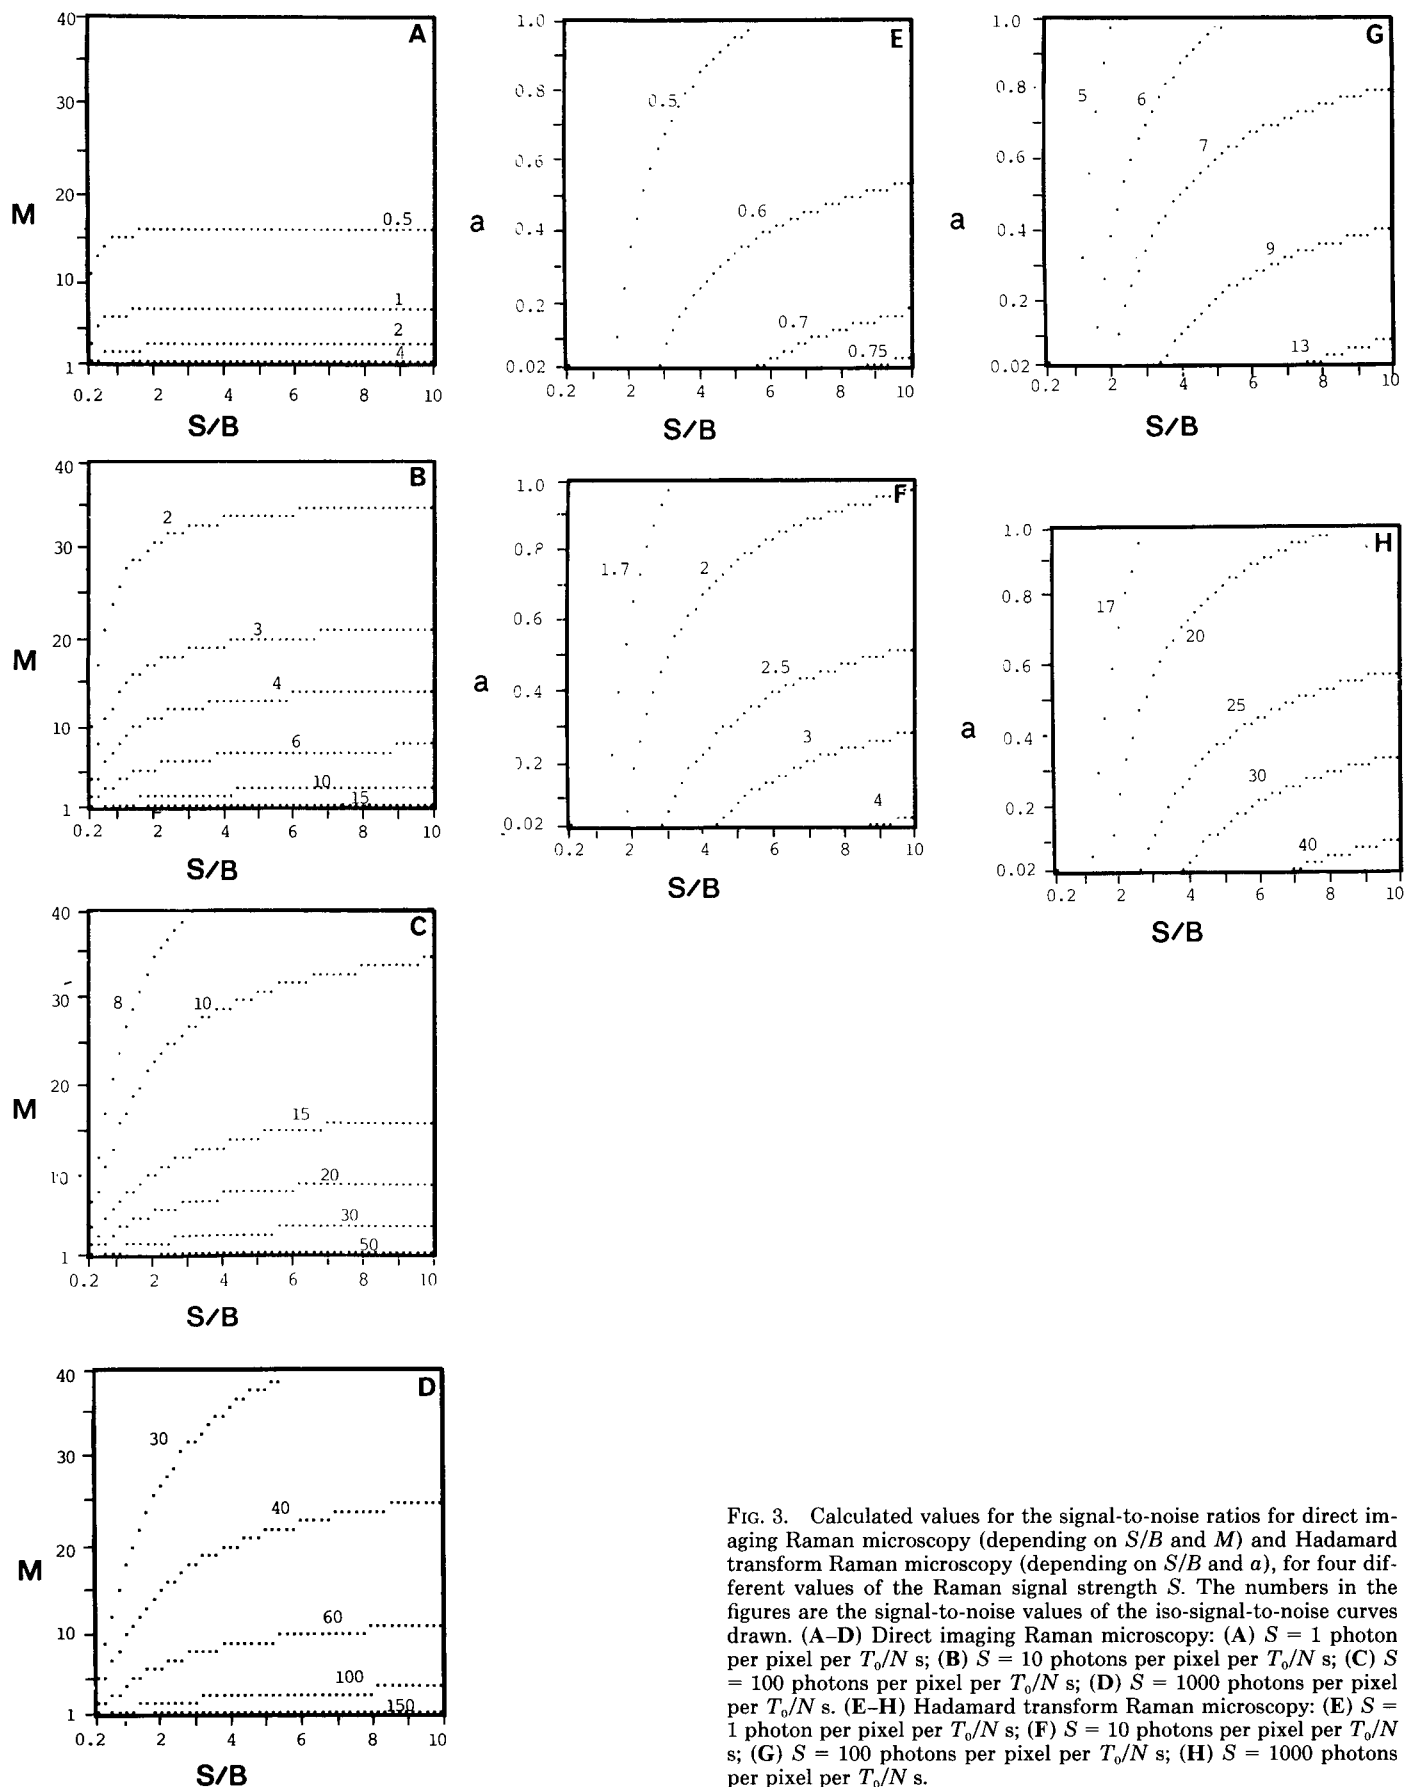 A
40
30
20
10
1
M
0.5
1
2
4
0.2 2 4 6 8 10
S/B
B
40
30
20
10
1
M
2
3
4
6
10
15
0.2 2 4 6 8 10
S/B
C
40
30
20
10
1
M
8
10
15
20
30
50
0.2 2 4 6 8 10
S/B
D
40
30
20
10
1
M
30
40
60
100
150
0.2 2 4 6 8 10
S/B
E
1.0
0.8
0.6
0.4
0.2
0.02
a
0.5
0.6
0.7
0.75
0.2 2 4 6 8 10
S/B
F
1.0
0.8
0.6
0.4
0.2
0.02
a
1.7
2
2.5
3
4
0.2 2 4 6 8 10
S/B
G
1.0
0.8
0.6
0.4
0.2
0.02
a
5
6
7
9
13
0.2 2 4 6 8 10
S/B
H
1.0
0.8
0.6
0.4
0.2
0.02
a
17
20
25
30
40
0.2 2 4 6 8 10
S/B
FIG. 3. Calculated values for the signal-to-noise ratios for direct im-
aging Raman microscopy (depending on S/B and M) and Hadamard
transform Raman microscopy (depending on S/B and a), for four dif-
ferent values of the Raman signal strength S. The numbers in the
figures are the signal-to-noise values of the iso-signal-to-noise curves
drawn. (A–D) Direct imaging Raman microscopy: (A) S = 1 photon
per pixel per T₀/N s; (B) S = 10 photons per pixel per T₀/N s; (C) S
= 100 photons per pixel per T₀/N s; (D) S = 1000 photons per pixel
per T₀/N s. (E–H) Hadamard transform Raman microscopy: (E) S =
1 photon per pixel per T₀/N s; (F) S = 10 photons per pixel per T₀/N
s; (G) S = 100 photons per pixel per T₀/N s; (H) S = 1000 photons
per pixel per T₀/N s.